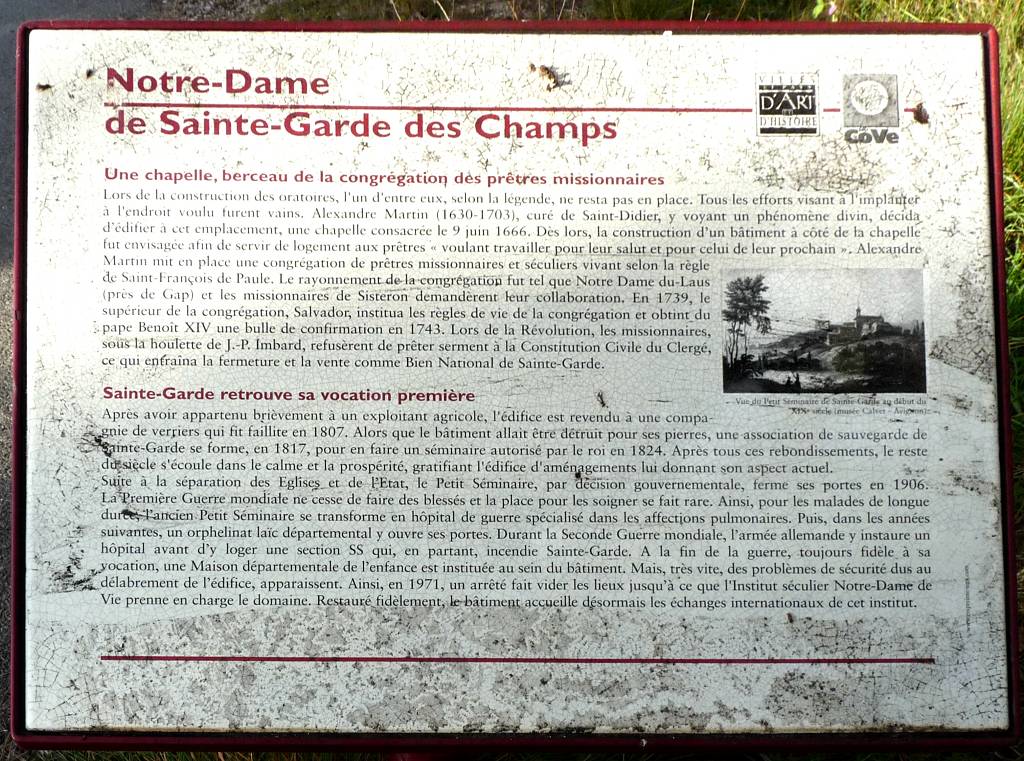 Notre-Dame
de Sainte-Garde des Champs
VILLES
D'ART
D'HISTOIRE
CoVe
Une chapelle, berceau de la congrégation des prêtres missionnaires
Lors de la construction des oratoires, l'un d'entre eux, selon la légende, ne resta pas en place. Tous les efforts visant à l'implanter
à l'endroit voulu furent vains. Alexandre Martin (1630-1703), curé de Saint-Didier, y voyant un phénomène divin, décida
d'édifier à cet emplacement, une chapelle consacrée le 9 juin 1666. Dès lors, la construction d'un bâtiment à côté de la chapelle
fut envisagée afin de servir de logement aux prêtres « voulant travailler pour leur salut et pour celui de leur prochain ». Alexandre
Martin mit en place une congrégation de prêtres missionnaires et séculiers vivant selon la règle
de Saint-François de Paule. Le rayonnement de la congrégation fut tel que Notre Dame du-Laus
(près de Gap) et les missionnaires de Sisteron demandèrent leur collaboration. En 1739, le
supérieur de la congrégation, Salvador, institua les règles de vie de la congrégation et obtint du
pape Benoit XIV une bulle de confirmation en 1743. Lors de la Révolution, les missionnaires,
sous la houlette de J.-P. Imbard, refusèrent de prêter serment à la Constitution Civile du Clergé,
ce qui entraîna la fermeture et la vente comme Bien National de Sainte-Garde.
Vue du Petit Séminaire de Sainte Garde au début du
XIXe siècle (musée Calvet - Avignon)
Sainte-Garde retrouve sa vocation première
Après avoir appartenu brièvement à un exploitant agricole, l'édifice est revendu à une compa-
gnie de verriers qui fit faillite en 1807. Alors que le bâtiment allait être détruit pour ses pierres, une association de sauvegarde de
Sainte-Garde se forme, en 1817, pour en faire un séminaire autorisé par le roi en 1824. Après tous ces rebondissements, le reste
du siècle s'écoule dans le calme et la prospérité, gratifiant l'édifice d'aménagements lui donnant son aspect actuel.
Suite à la séparation des Eglises et de l'Etat, le Petit Séminaire, par décision gouvernementale, ferme ses portes en 1906.
La Première Guerre mondiale ne cesse de faire des blessés et la place pour les soigner se fait rare. Ainsi, pour les malades de longue
durée, l'ancien Petit Séminaire se transforme en hôpital de guerre spécialisé dans les affections pulmonaires. Puis, dans les années
suivantes, un orphelinat laïc départemental y ouvre ses portes. Durant la Seconde Guerre mondiale, l'armée allemande y instaure un
hôpital avant d'y loger une section SS qui, en partant, incendie Sainte-Garde. A la fin de la guerre, toujours fidèle à sa
vocation, une Maison départementale de l'enfance est instituée au sein du bâtiment. Mais, très vite, des problèmes de sécurité dus au
délabrement de l'édifice, apparaissent. Ainsi, en 1971, un arrêté fait vider les lieux jusqu'à ce que l'Institut séculier Notre-Dame de
Vie prenne en charge le domaine. Restauré fidèlement, le bâtiment accueille désormais les échanges internationaux de cet institut.